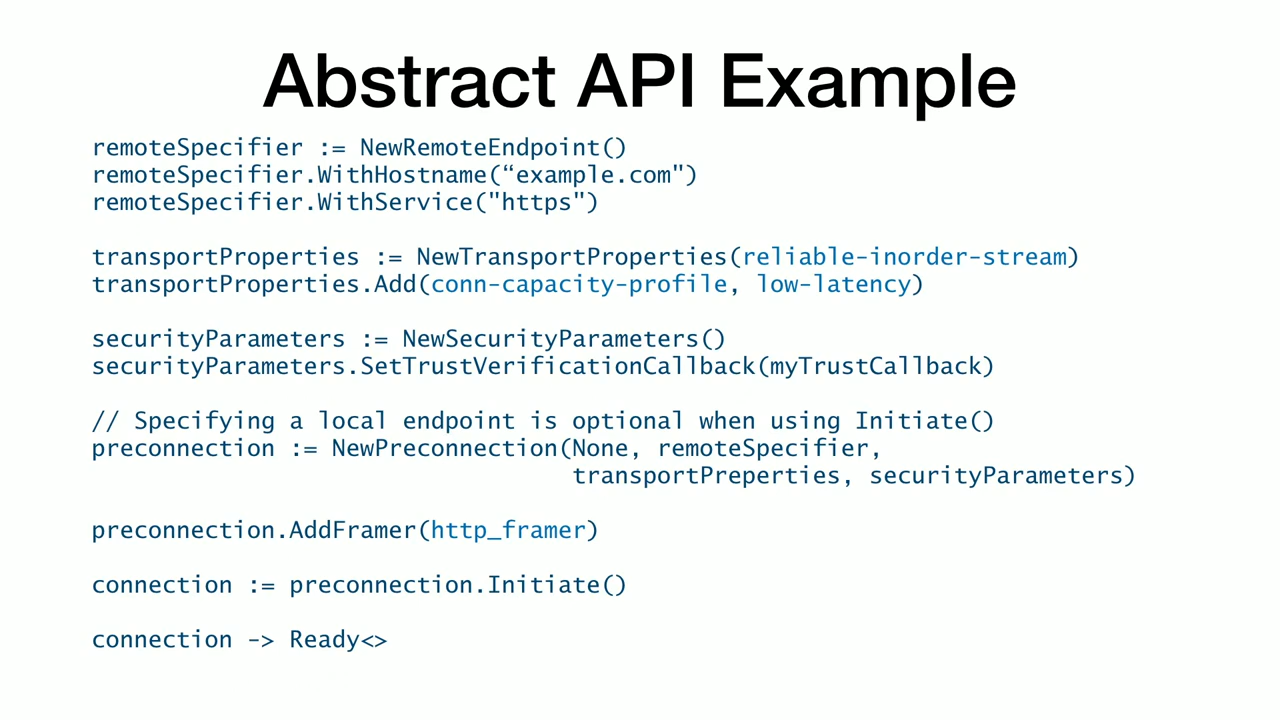 Abstract API Example
remoteSpecifier := NewRemoteEndpoint()
remoteSpecifier.WithHostname(“example.com")
remoteSpecifier.WithService("https")
transportProperties := NewTransportProperties(reliable-inorder-stream)
transportProperties.Add(conn-capacity-profile, low-latency)
securityParameters := NewSecurityParameters()
securityParameters.SetTrustVerificationCallback(myTrustCallback)
// Specifying a local endpoint is optional when using Initiate()
preconnection := NewPreconnection(None, remoteSpecifier,
transportPreperties, securityParameters)
preconnection.AddFramer(http_framer)
connection := preconnection.Initiate()
connection -> Ready<>